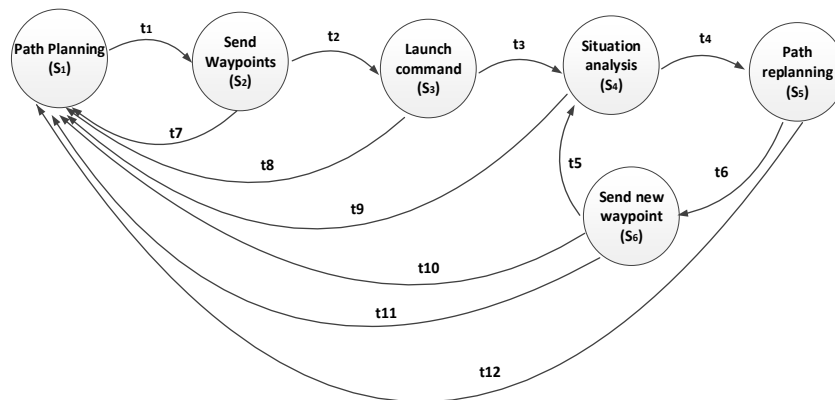 Path Planning
(S1)
t1
Send
Waypoints
(S2)
t2
Launch
command
(S3)
t3
Situation
analysis
(S4)
t4
Path
replanning
(S5)
t7
t8
t9
t5
t6
Send new
waypoint
(S6)
t10
t11
t12